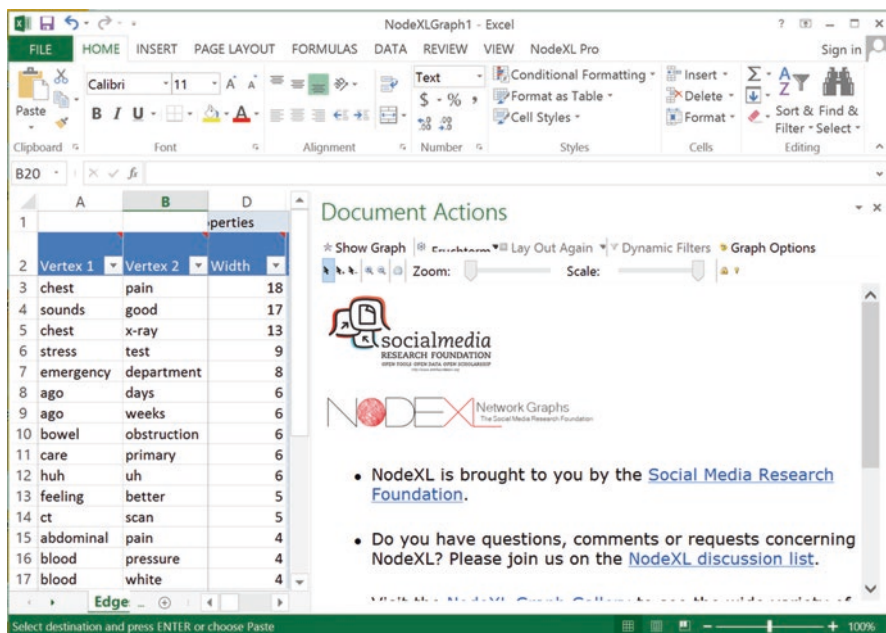 NodeXLGraph1 - Excel
FILE HOME INSERT PAGE LAYOUT FORMULAS DATA REVIEW VIEW NodeXL Pro Sign in
Calibri 11 A A Text Conditional Formatting Insert Σ A Z
Paste B I U A $ - % , Format as Table Delete Sort & Find &
Cell Styles Format Filter Select
Clipboard Font Alignment Number Styles Cells Editing
B20 fx
A B D
Document Actions
1 perties
Show Graph Lay Out Again Dynamic Filters Graph Options
Zoom: Scale:
2 Vertex 1 Vertex 2 Width
3 chest pain 18
4 sounds good 17
5 chest x-ray 13
6 stress test 9
7 emergency department 8
8 ago days 6
9 ago weeks 6
10 bowel obstruction 6
11 care primary 6
12 huh uh 6
13 feeling better 5
14 ct scan 5
15 abdominal pain 4
16 blood pressure 4
17 blood white 4
socialmedia
RESEARCH FOUNDATION
OPEN TOOLS OPEN DATA OPEN SCHOLARSHIP
NODEXL Network Graphs
The Social Media Research Foundation
• NodeXL is brought to you by the Social Media Research
Foundation.
• Do you have questions, comments or requests concerning
NodeXL? Please join us on the NodeXL discussion list.
Edge ...
Select destination and press ENTER or choose Paste 100%